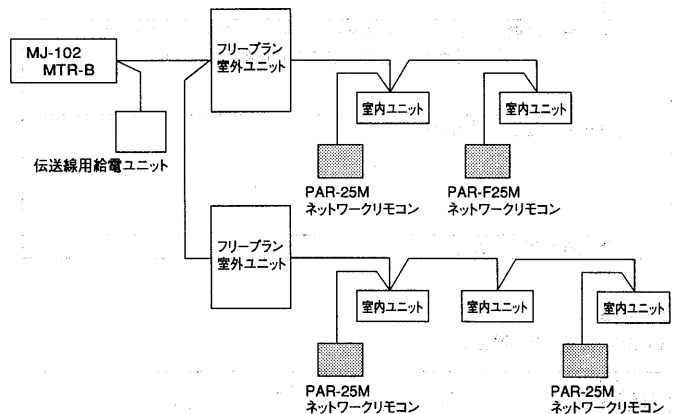 MJ-102
MTR-B
伝送線用給電ユニット
フリープラン
室外ユニット
室内ユニット
室内ユニット
PAR-25M
ネットワークリモコン
PAR-F25M
ネットワークリモコン
フリープラン
室外ユニット
室内ユニット
室内ユニット
室内ユニット
PAR-25M
ネットワークリモコン
PAR-25M
ネットワークリモコン